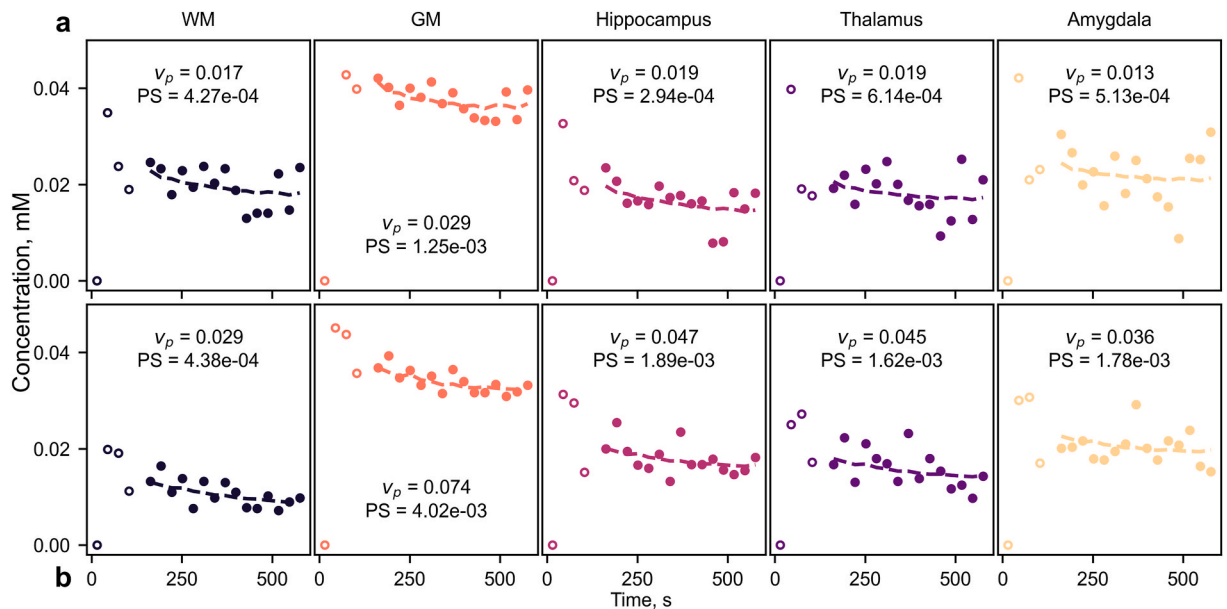 a
WM
GM
Hippocampus
Thalamus
Amygdala
Concentration, mM
0.04
0.02
0.00
v_p = 0.017
PS = 4.27e-04
v_p = 0.029
PS = 1.25e-03
v_p = 0.019
PS = 2.94e-04
v_p = 0.019
PS = 6.14e-04
v_p = 0.013
PS = 5.13e-04
0.04
0.02
0.00
v_p = 0.029
PS = 4.38e-04
v_p = 0.074
PS = 4.02e-03
v_p = 0.047
PS = 1.89e-03
v_p = 0.045
PS = 1.62e-03
v_p = 0.036
PS = 1.78e-03
b
0 250 500
0 250 500
0 250 500
0 250 500
0 250 500
Time, s